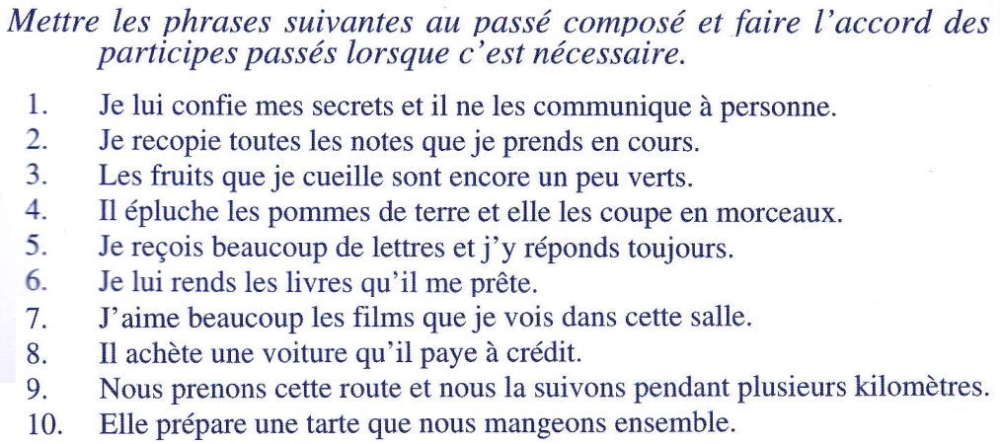 Mettre les phrases suivantes au passé composé et faire l'accord des
participes passés lorsque c'est nécessaire.
1. Je lui confie mes secrets et il ne les communique à personne.
2. Je recopie toutes les notes que je prends en cours.
3. Les fruits que je cueille sont encore un peu verts.
4. Il épluche les pommes de terre et elle les coupe en morceaux.
5. Je reçois beaucoup de lettres et j'y réponds toujours.
6. Je lui rends les livres qu'il me prête.
7. J'aime beaucoup les films que je vois dans cette salle.
8. Il achète une voiture qu'il paye à crédit.
9. Nous prenons cette route et nous la suivons pendant plusieurs kilomètres.
10. Elle prépare une tarte que nous mangeons ensemble.